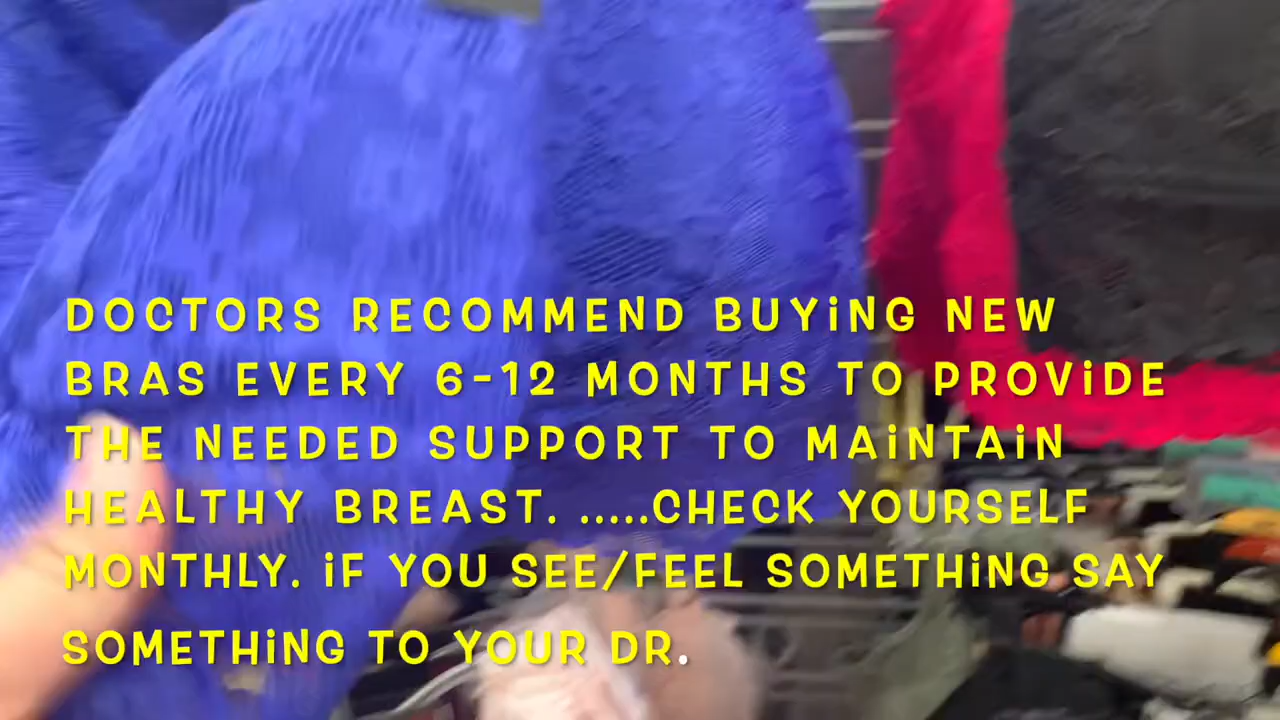 DOCTORS RECOMMEND BUYiNG NEW
BRAS EVERY 6-12 MONTHS TO PROViDE
THE NEEDED SUPPORT TO MAiNTAiN
HEALTHY BREAST. .....CHECK YOURSELF
MONTHLY. iF YOU SEE/FEEL SOMETHiNG SAY
SOMETHiNG TO YOUR DR.